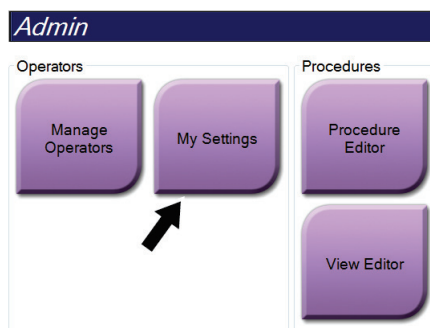 Admin
Operators
Manage
Operators
My Settings
Procedures
Procedure
Editor
View Editor